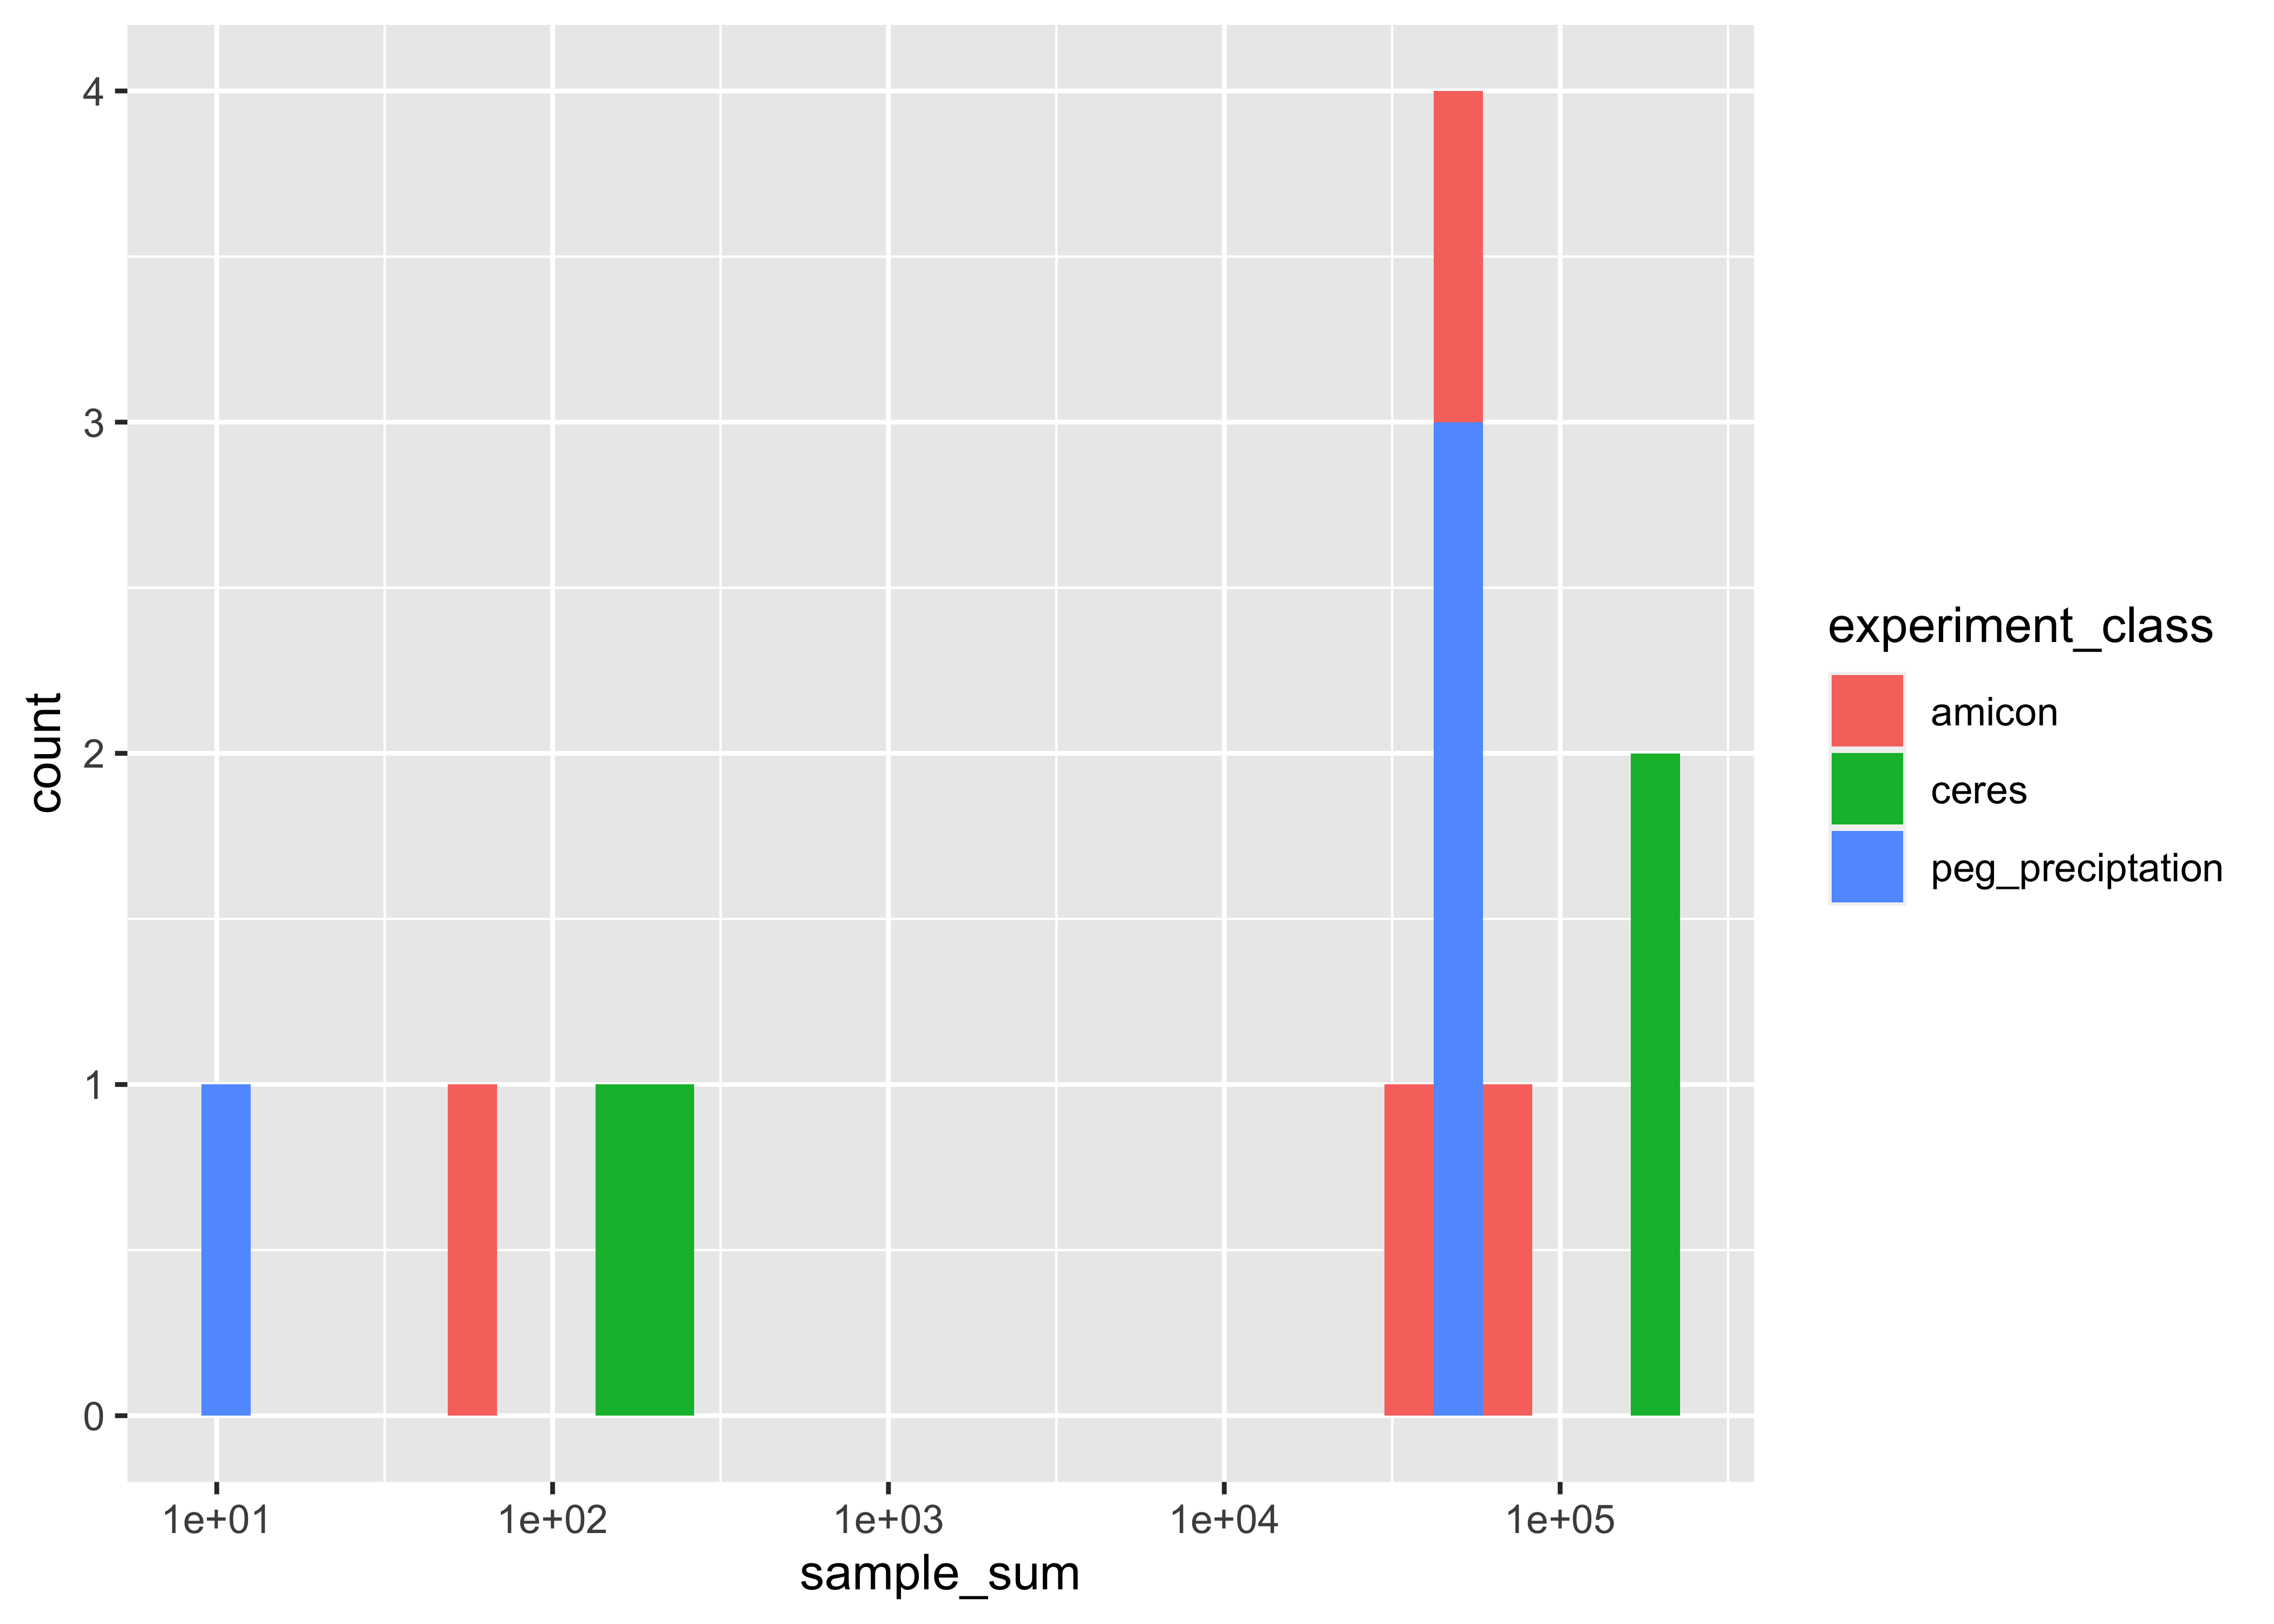 4
3
2
1
0
count
1e+01 1e+02 1e+03 1e+04 1e+05
sample_sum
experiment_class
amicon
ceres
peg_preciptation